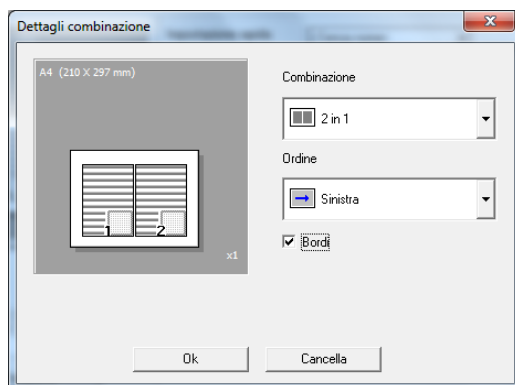 Dettagli combinazione
A4 (210 X 297 mm)
1 2
x1
Combinazione
2 in 1
Ordine
Sinistra
Bordi
Ok
Cancella